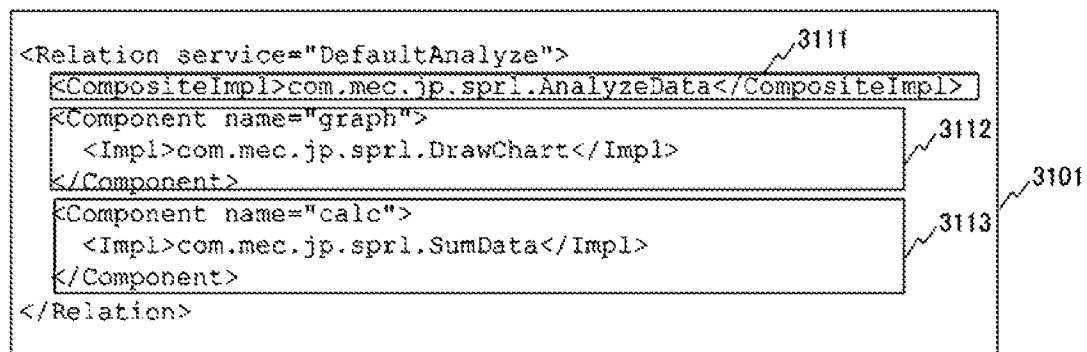 <Relation service="DefaultAnalyze">
3111
<CompositeImpl>com.mec.jp.sprl.AnalyzeData</CompositeImpl>
<Component name="graph">
3112
<Impl>com.mec.jp.sprl.DrawChart</Impl>
</Component>
3101
<Component name="calc">
3113
<Impl>com.mec.jp.sprl.SumData</Impl>
</Component>
</Relation>